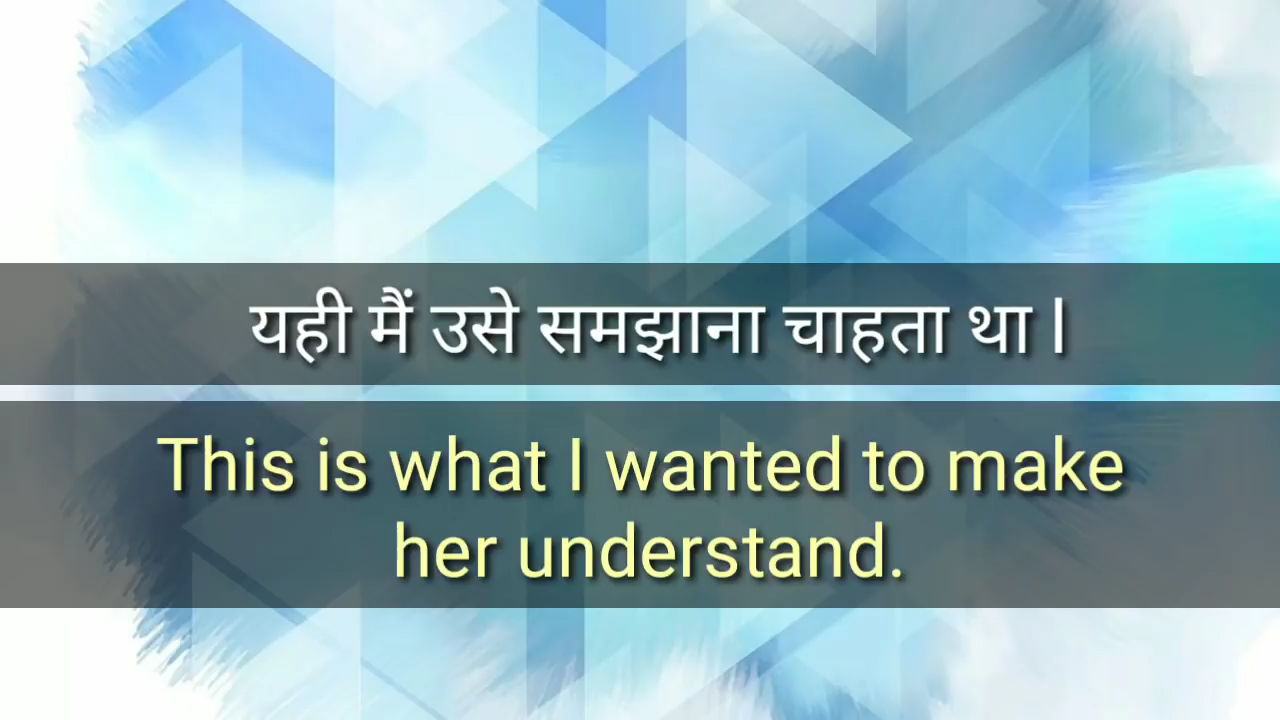 यही मैं उसे समझाना चाहता था l
This is what I wanted to make
her understand.